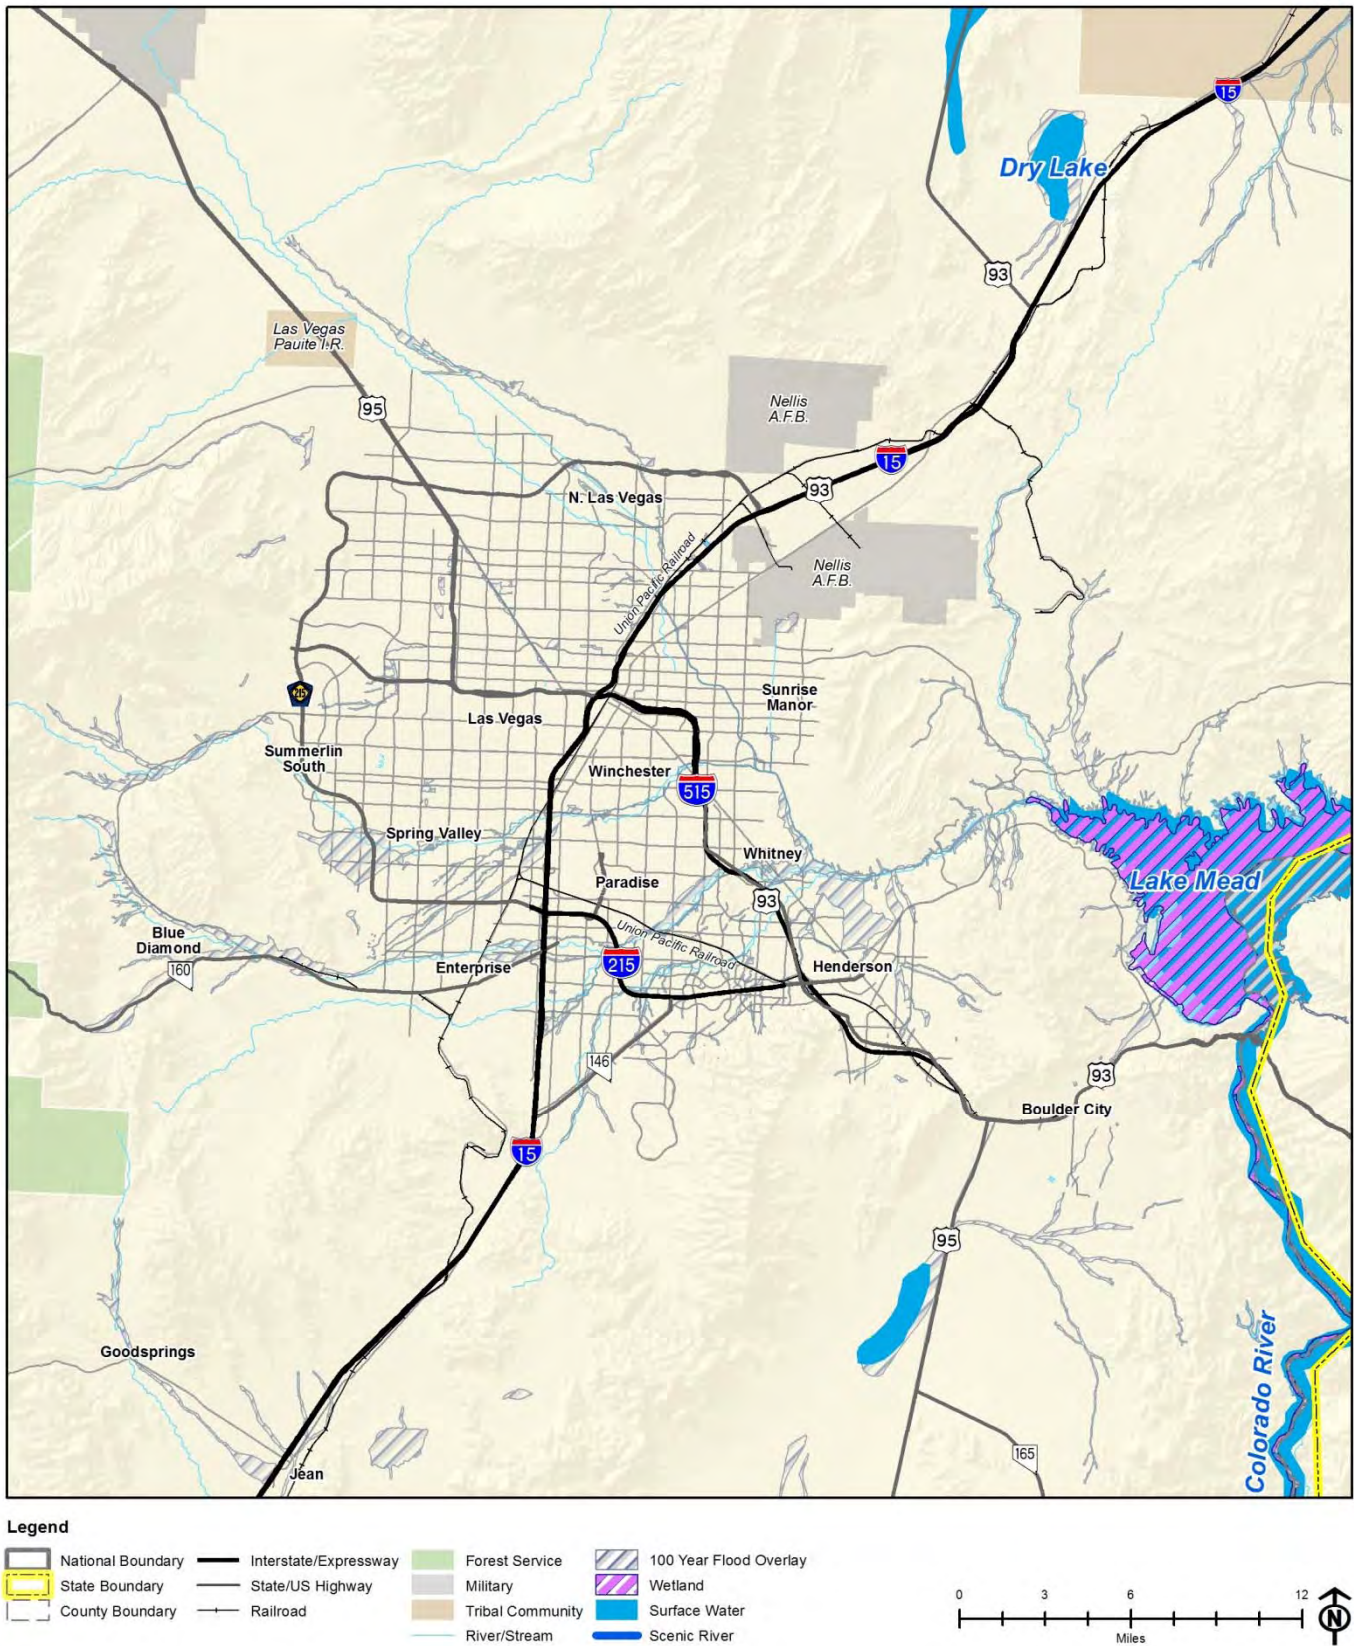 15
Dry Lake
93
Las Vegas
Pauite I.R.
95
Nellis
A.F.B.
15
93
N. Las Vegas
Union Pacific Railroad
Nellis
A.F.B.
215
Sunrise
Manor
Las Vegas
Summerlin
South
Winchester
515
Spring Valley
Whitney
Lake Mead
Paradise
93
Blue
Diamond
160
Union Pacific Railroad
Enterprise
215
Henderson
146
93
Boulder City
15
95
Goodsprings
Colorado River
165
Jean
Legend
National Boundary
State Boundary
County Boundary
Interstate/Expressway
State/US Highway
Railroad
Forest Service
Military
Tribal Community
River/Stream
100 Year Flood Overlay
Wetland
Surface Water
Scenic River
0 3 6 12
Miles
N